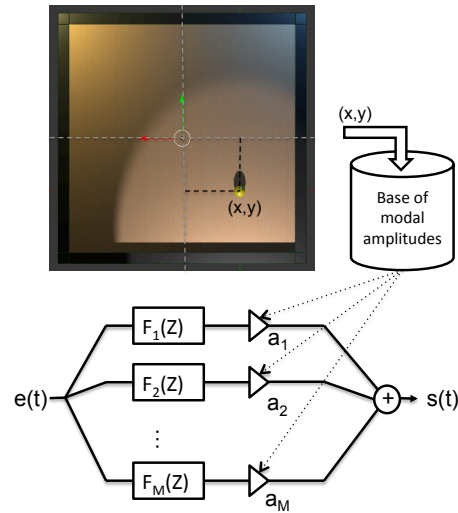 (x,y)
(x,y)
Base of
modal
amplitudes
F1(Z)
a1
e(t)
F2(Z)
a2
+
s(t)
⋮
FM(Z)
aM